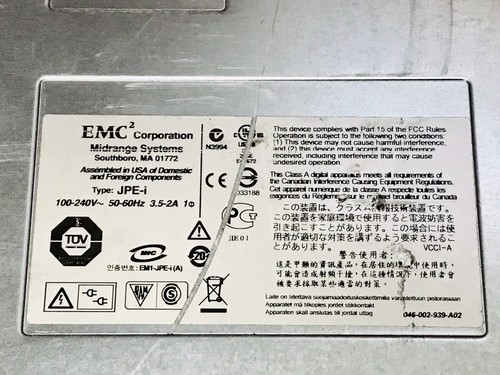 EMC² Corporation
Midrange Systems
Southboro, MA 01772
Assembled in USA of Domestic
and Foreign Components
Type: JPE-i
100-240V~ 50-60Hz 3.5-2A 1Φ
TÜV
인증번호: EMI-JPE-i (A)
N3994
UL
CE
D33188
PCT
ME01
20
S
This device complies with Part 15 of the FCC Rules.
Operation is subject to the following two conditions:
(1) This device may not cause harmful interference,
and (2) this device must accept any interference
received, including interference that may cause
undesired operation.
This Class A digital apparatus meets all requirements of
the Canadian Interference Causing Equipment Regulations.
Cet appareil numérique de la classe A respecte toutes les
exigences du Règlement sur le matériel brouilleur du Canada
この装置は、クラスA情報技術装置です。
この装置を家庭環境で使用すると電波妨害を
引き起こすことがあります。この場合には使
用者が適切な対策を講ずるよう要求されるこ
とがあります。 VCCI-A
警告使用者:
這是甲類的資訊產品，在居住的環境中使用時，
可能會造成射頻干擾，在這種情況下，使用者會
被要求採取某些適當的對策。
Laite on liitettävä suojamaadoituskoskettimilla varustettuun pistorasiaan
Apparatet må tilkoples jordet stikkontakt
Apparaten skall anslutas till jordat uttag
046-002-939-A02